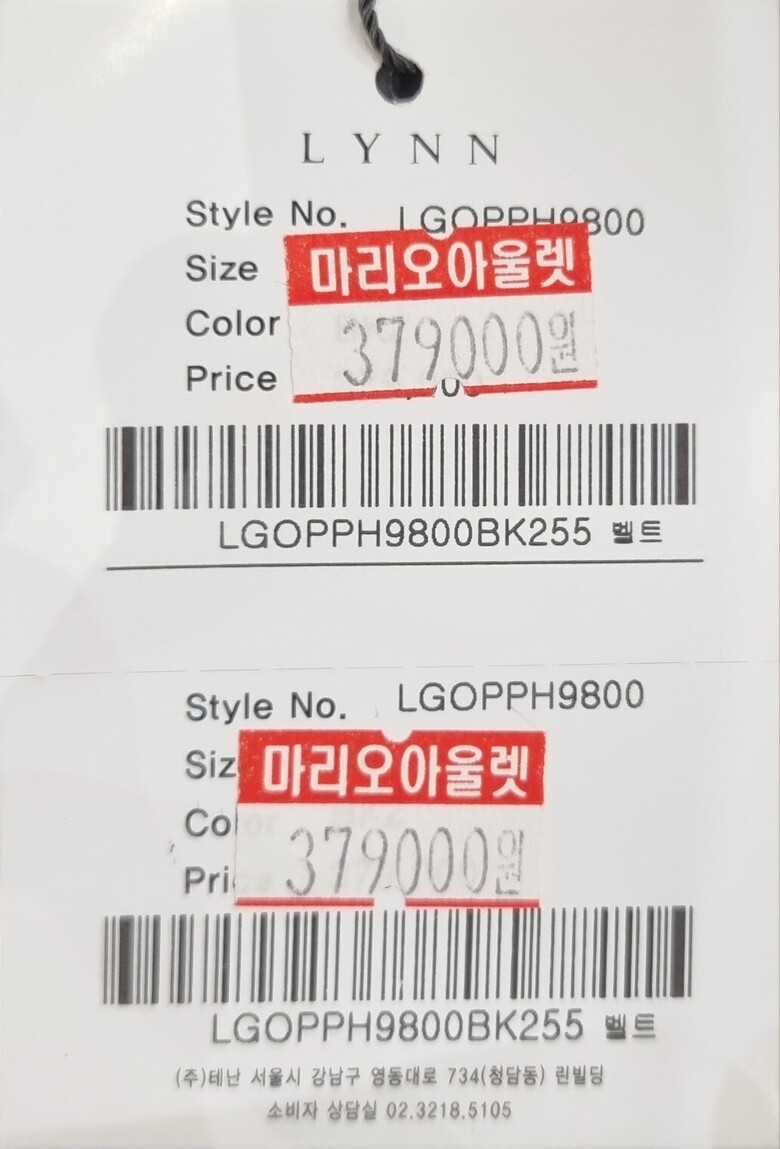 LYNN
Style No. LGOPPH9800
Size
마리오아울렛
Color
379000원
Price
LGOPPH9800BK255 벨트
Style No. LGOPPH9800
마리오아울렛
379000원
LGOPPH9800BK255 벨트
(주)테난 서울시 강남구 영동대로 734(청담동) 린빌딩
소비자 상담실 02.3218.5105